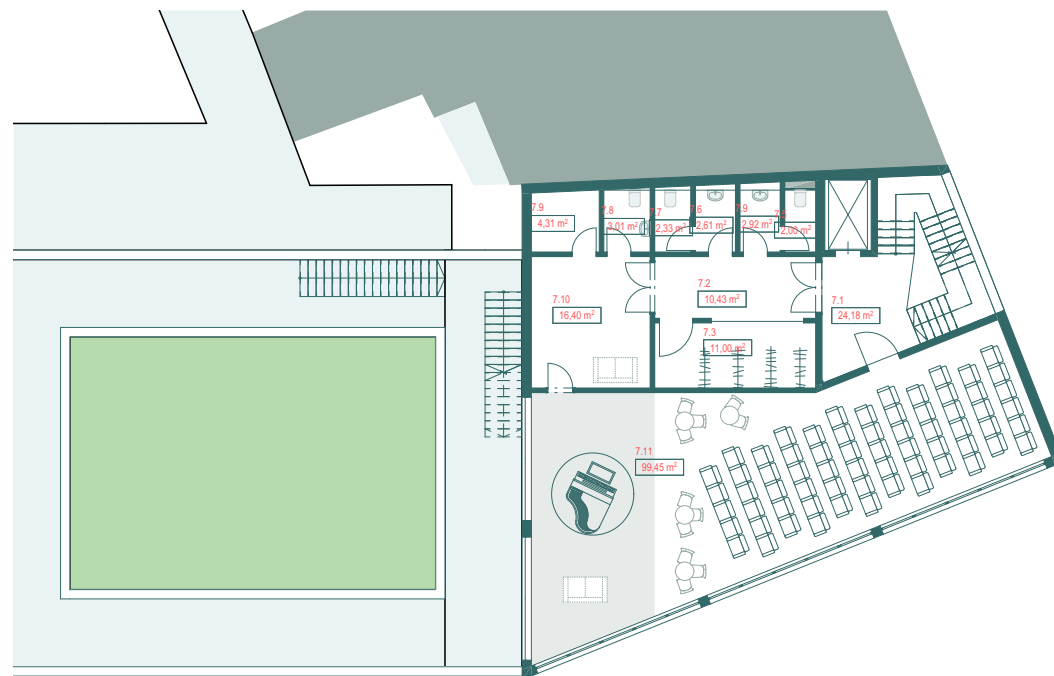 7.9
4,31 m²
7.8
3,01 m²
7.7
2,33 m²
7.6
2,61 m²
7.9
2,92 m²
2,00 m²
7.2
10,43 m²
7.1
24,18 m²
7.10
16,40 m²
7.3
11,00 m²
7.11
99,45 m²